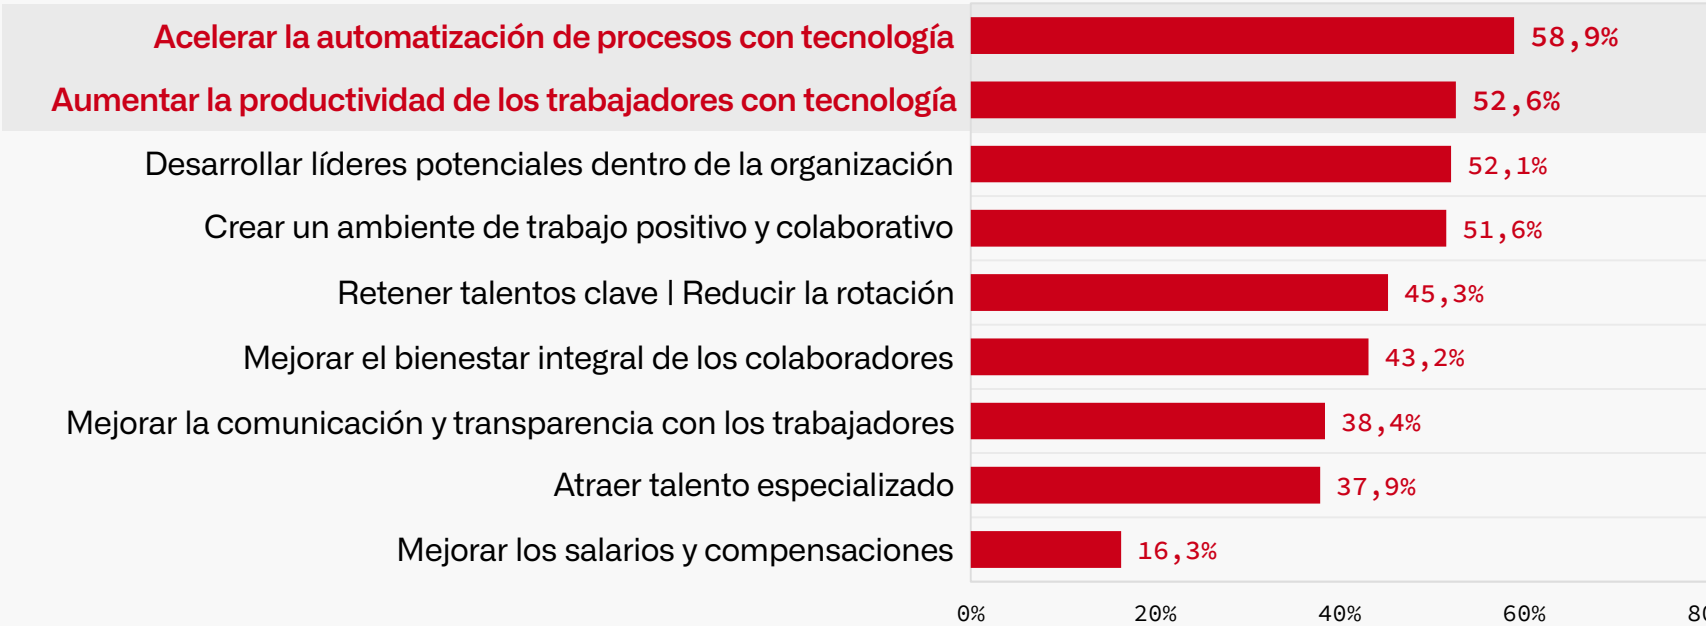 Acelerar la automatización de procesos con tecnología 58,9%
Aumentar la productividad de los trabajadores con tecnología 52,6%
Desarrollar líderes potenciales dentro de la organización 52,1%
Crear un ambiente de trabajo positivo y colaborativo 51,6%
Retener talentos clave | Reducir la rotación 45,3%
Mejorar el bienestar integral de los colaboradores 43,2%
Mejorar la comunicación y transparencia con los trabajadores 38,4%
Atraer talento especializado 37,9%
Mejorar los salarios y compensaciones 16,3%
0% 20% 40% 60%